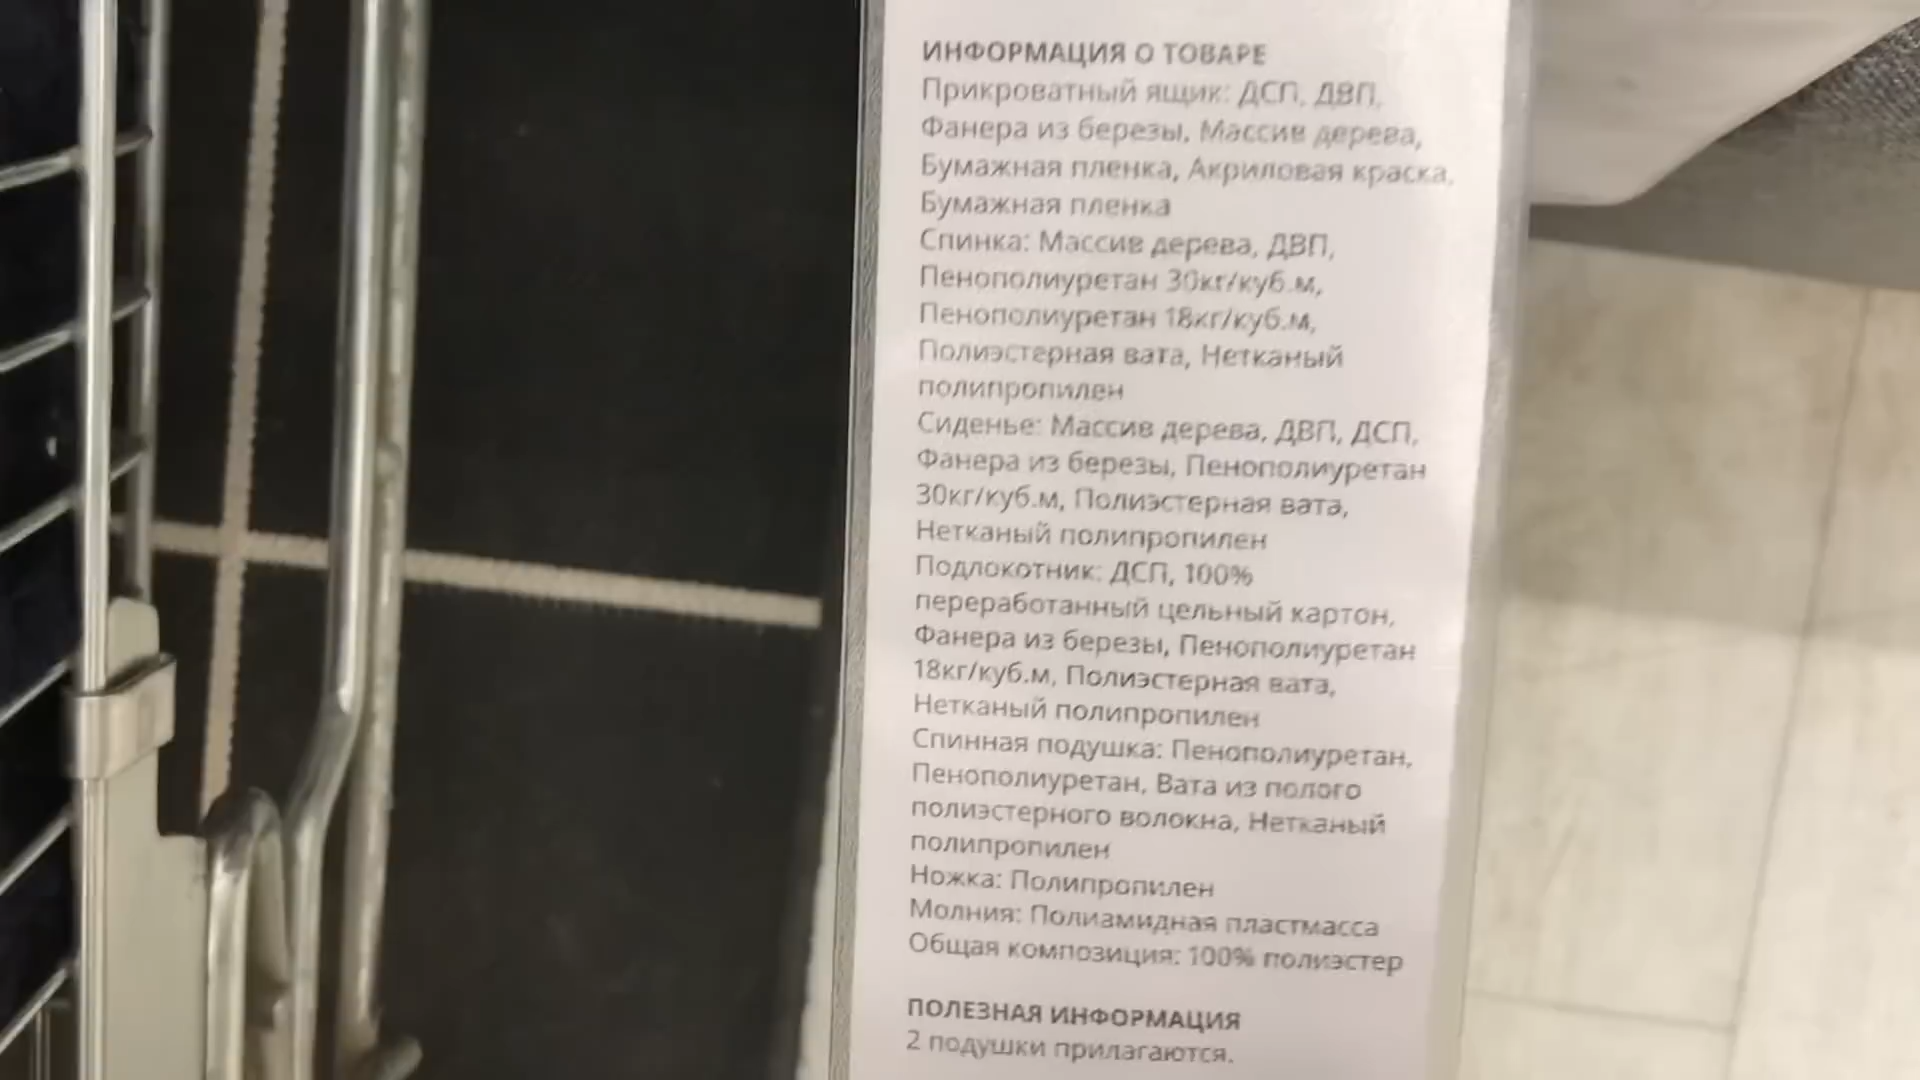 ИНФОРМАЦИЯ О ТОВАРЕ
Прикроватный ящик: ДСП, ДВП,
Фанера из березы, Массив дерева,
Бумажная пленка, Акриловая краска,
Бумажная пленка
Спинка: Массив дерева, ДВП,
Пенополиуретан 30кг/куб.м,
Пенополиуретан 18кг/куб.м,
Полиэстерная вата, Нетканый
полипропилен
Сиденье: Массив дерева, ДВП, ДСП,
Фанера из березы, Пенополиуретан
30кг/куб.м, Полиэстерная вата,
Нетканый полипропилен
Подлокотник: ДСП, 100%
переработанный цельный картон,
Фанера из березы, Пенополиуретан
18кг/куб.м, Полиэстерная вата,
Нетканый полипропилен
Спинная подушка: Пенополиуретан,
Пенополиуретан, Вата из полого
полиэстерного волокна, Нетканый
полипропилен
Ножка: Полипропилен
Молния: Полиамидная пластмасса
Общая композиция: 100% полиэстер
ПОЛЕЗНАЯ ИНФОРМАЦИЯ
2 подушки прилагаются.